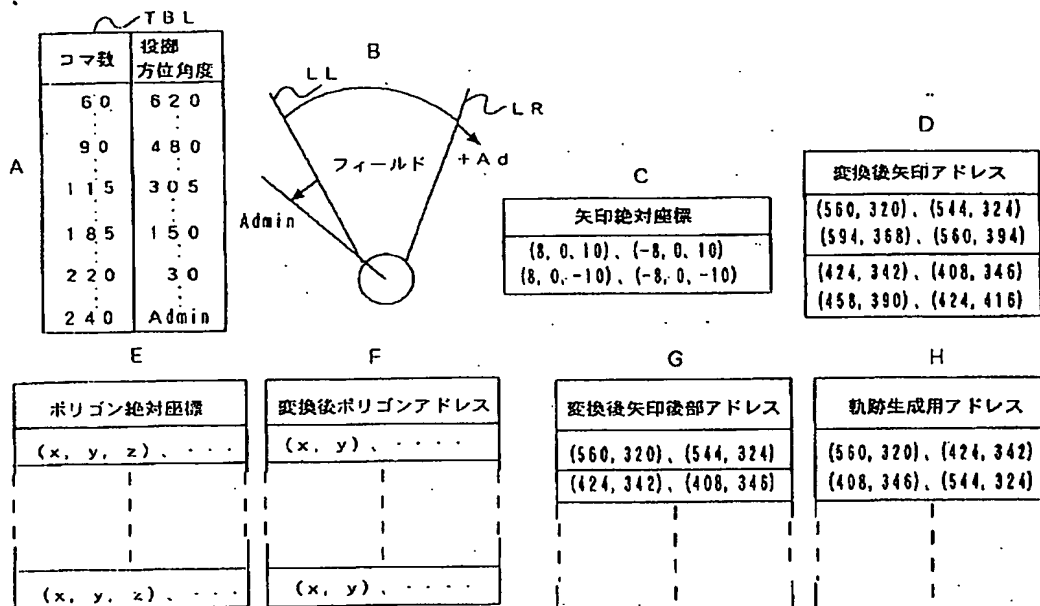 TBL
A
コマ数 投擲方位角度
60 620
90 480
115 305
185 150
220 30
240 Admin
B
LL
LR
フィールド
+Ad
Admin
C
矢印絶対座標
(8, 0, 10)、(-8, 0, 10)
(8, 0, -10)、(-8, 0, -10)
D
変換後矢印アドレス
(560, 320)、(544, 324)
(594, 368)、(560, 394)
(424, 342)、(408, 346)
(458, 390)、(424, 416)
E
ポリゴン絶対座標
(x, y, z)、····
(x, y, z)、····
F
変換後ポリゴンアドレス
(x, y)、····
(x, y)、····
G
変換後矢印後部アドレス
(560, 320)、(544, 324)
(424, 342)、(408, 346)
H
軌跡生成用アドレス
(560, 320)、(424, 342)
(408, 346)、(544, 324)